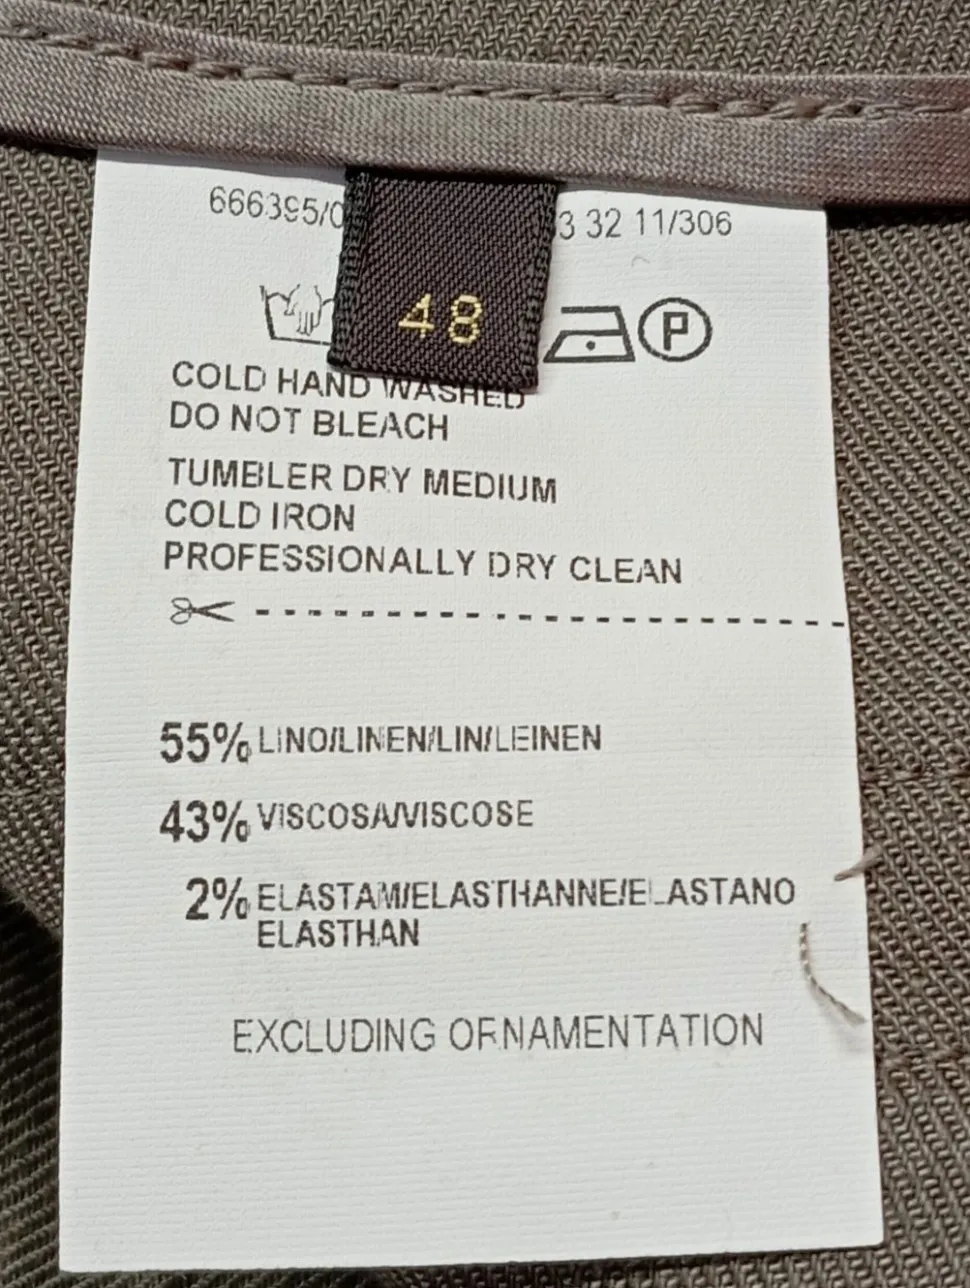 666395/0 3 32 11/306
48
P
COLD HAND WASHED
DO NOT BLEACH
TUMBLER DRY MEDIUM
COLD IRON
PROFESSIONALLY DRY CLEAN
55% LINO/LINEN/LIN/LEINEN
43% VISCOSA/VISCOSE
2% ELASTAM/ELASTHANNE/ELASTANO
ELASTHAN
EXCLUDING ORNAMENTATION